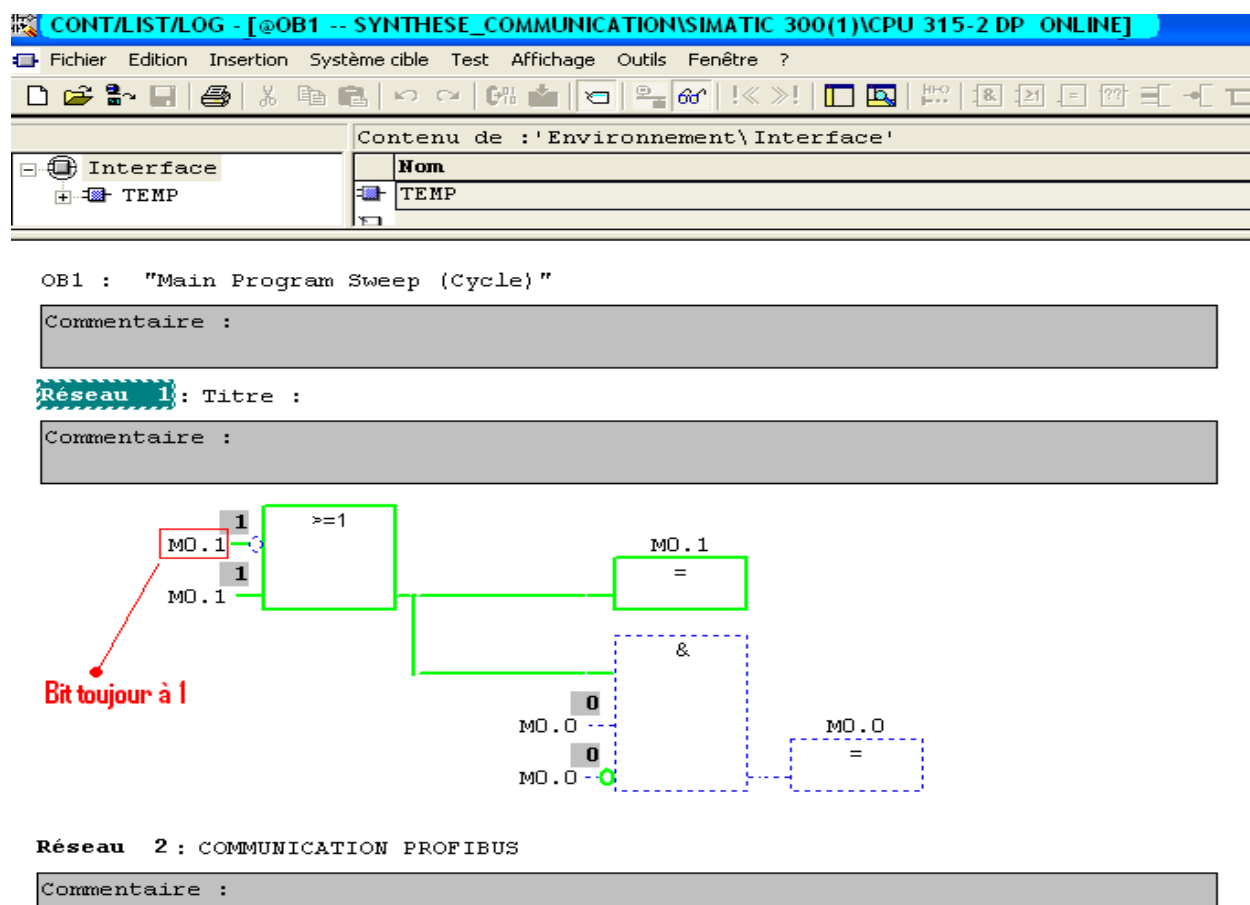 CONT/LIST/LOG - [@OB1 -- SYNTHESE_COMMUNICATION\SIMATIC 300(1)\CPU 315-2 DP ONLINE]
Fichier Edition Insertion Système cible Test Affichage Outils Fenêtre ?
Contenu de :'Environnement\Interface'
Interface
TEMP
Nom
TEMP
OB1 : "Main Program Sweep (Cycle)"
Commentaire :
Réseau 1: Titre :
Commentaire :
1
>=1
M0.1
M0.1
1
=
M0.1
&
Bit toujour à 1
0
M0.0
M0.0
0
=
M0.0
Réseau 2 : COMMUNICATION PROFIBUS
Commentaire :